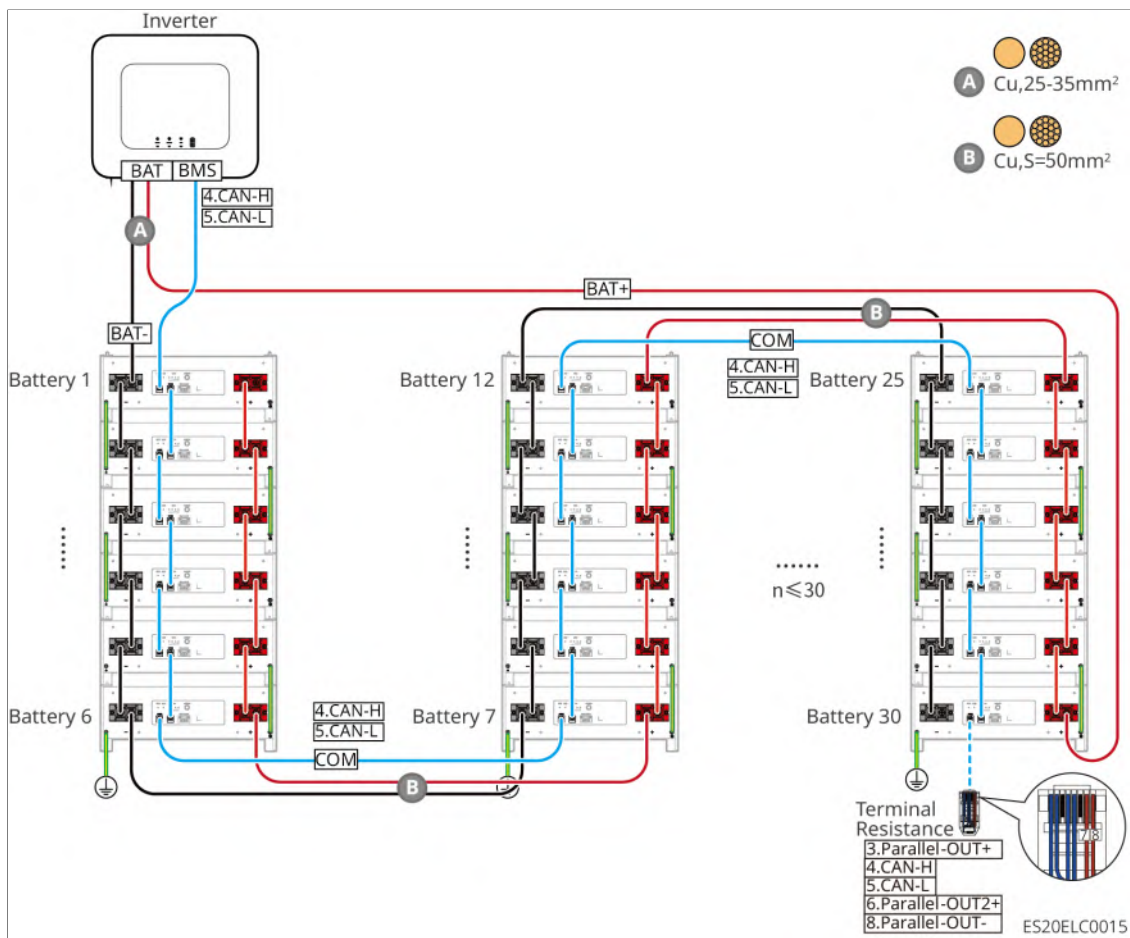 Inverter
BAT
BMS
4.CAN-H
5.CAN-L
A
Cu,25-35mm²
B
Cu,S=50mm²
A
BAT+
B
BAT-
COM
4.CAN-H
5.CAN-L
Battery 1
Battery 12
Battery 25
......
......
......
......
n≤30
Battery 6
4.CAN-H
5.CAN-L
COM
B
Battery 7
Battery 30
Terminal
Resistance
3.Parallel-OUT+
4.CAN-H
5.CAN-L
6.Parallel-OUT2+
8.Parallel-OUT-
7 8
ES20ELC0015